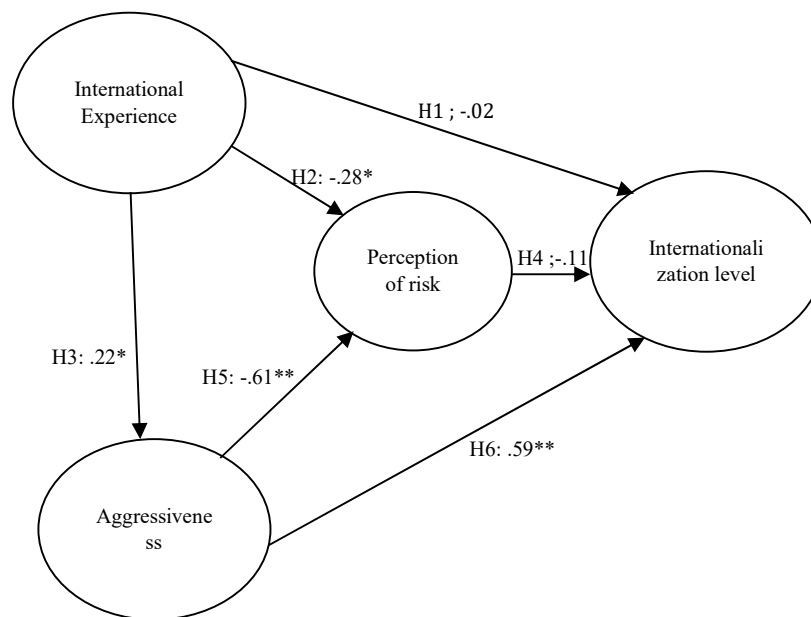 International
Experience
H1 ; -.02
H2: -.28*
Perception
of risk
H4 ;-.11
Internationali
zation level
H3: .22*
H5: -.61**
H6: .59**
Aggressivene
ss